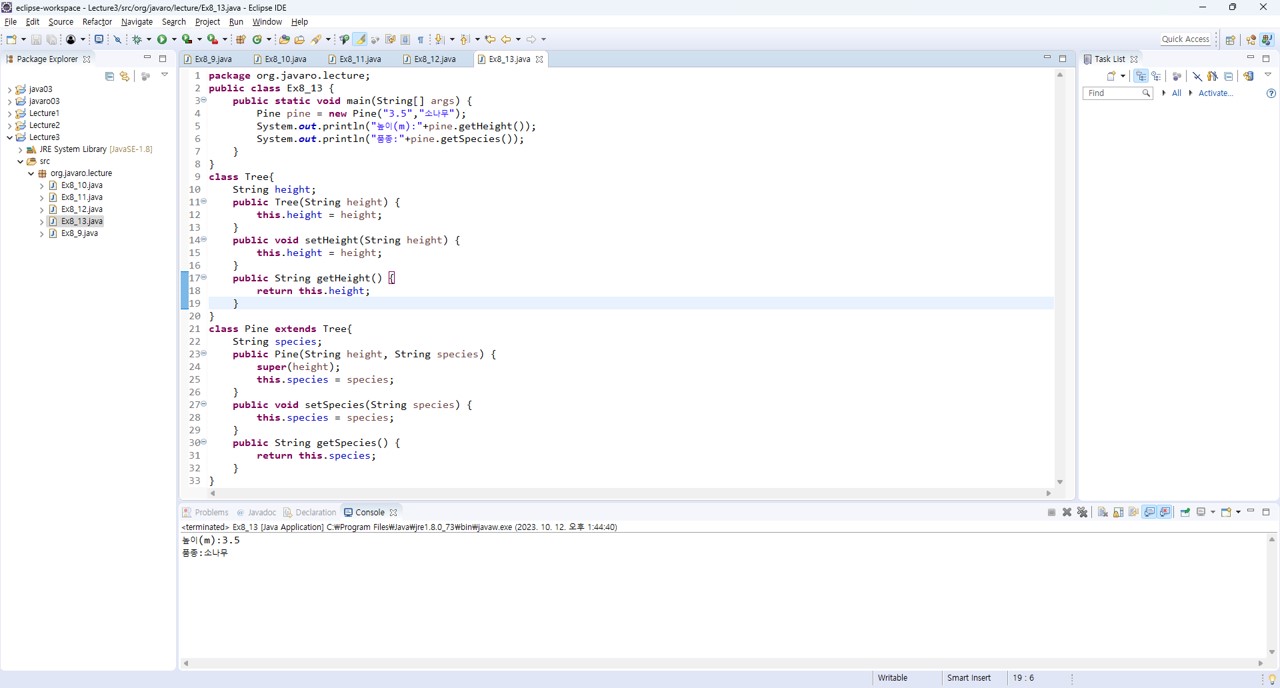 eclipse-workspace - Lecture3/src/org/javaro/lecture/Ex8_13.java - Eclipse IDE
File Edit Source Refactor Navigate Search Project Run Window Help
Quick Access
Package Explorer
java03
javaro03
Lecture1
Lecture2
Lecture3
JRE System Library [JavaSE-1.8]
src
org.javaro.lecture
Ex8_10.java
Ex8_11.java
Ex8_12.java
Ex8_13.java
Ex8_9.java
Ex8_9.java Ex8_10.java Ex8_11.java Ex8_12.java Ex8_13.java
1 package org.javaro.lecture;
2 public class Ex8_13 {
3 public static void main(String[] args) {
4 Pine pine = new Pine("3.5","소나무");
5 System.out.println("높이(m):"+pine.getHeight());
6 System.out.println("품종:"+pine.getSpecies());
7 }
8 }
9 class Tree{
10 String height;
11 public Tree(String height) {
12 this.height = height;
13 }
14 public void setHeight(String height) {
15 this.height = height;
16 }
17 public String getHeight() {
18 return this.height;
19 }
20 }
21 class Pine extends Tree{
22 String species;
23 public Pine(String height, String species) {
24 super(height);
25 this.species = species;
26 }
27 public void setSpecies(String species) {
28 this.species = species;
29 }
30 public String getSpecies() {
31 return this.species;
32 }
33 }
Task List
Find All Activate...
Problems Javadoc Declaration Console
<terminated> Ex8_13 [Java Application] C:₩Program Files₩Java₩jre1.8.0_73₩bin₩javaw.exe (2023. 10. 12. 오후 1:44:40)
높이(m):3.5
품종:소나무
Writable Smart Insert 19 : 6